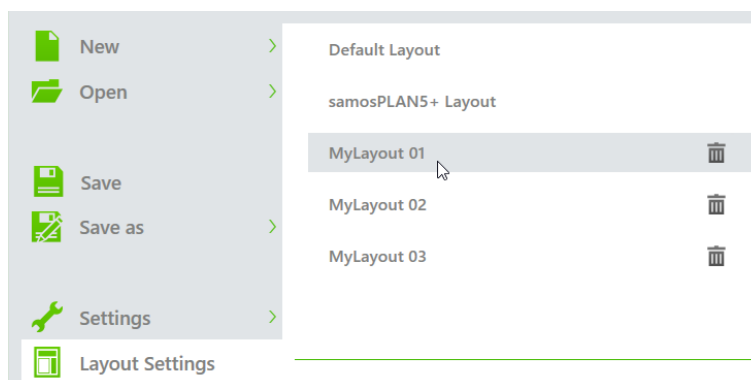 New
Open
Save
Save as
Settings
Layout Settings
Default Layout
samosPLAN5+ Layout
MyLayout 01
MyLayout 02
MyLayout 03